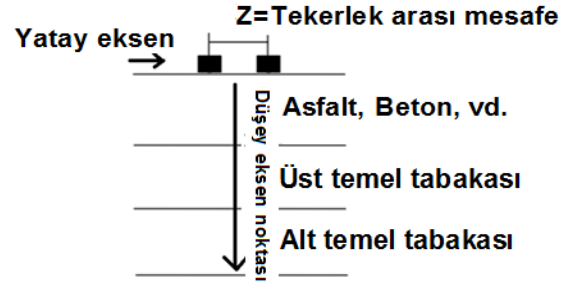 Z=Tekerlek arası mesafe
Yatay eksen
Asfalt, Beton, vd.
Düşey eksen noktası
Üst temel tabakası
Alt temel tabakası